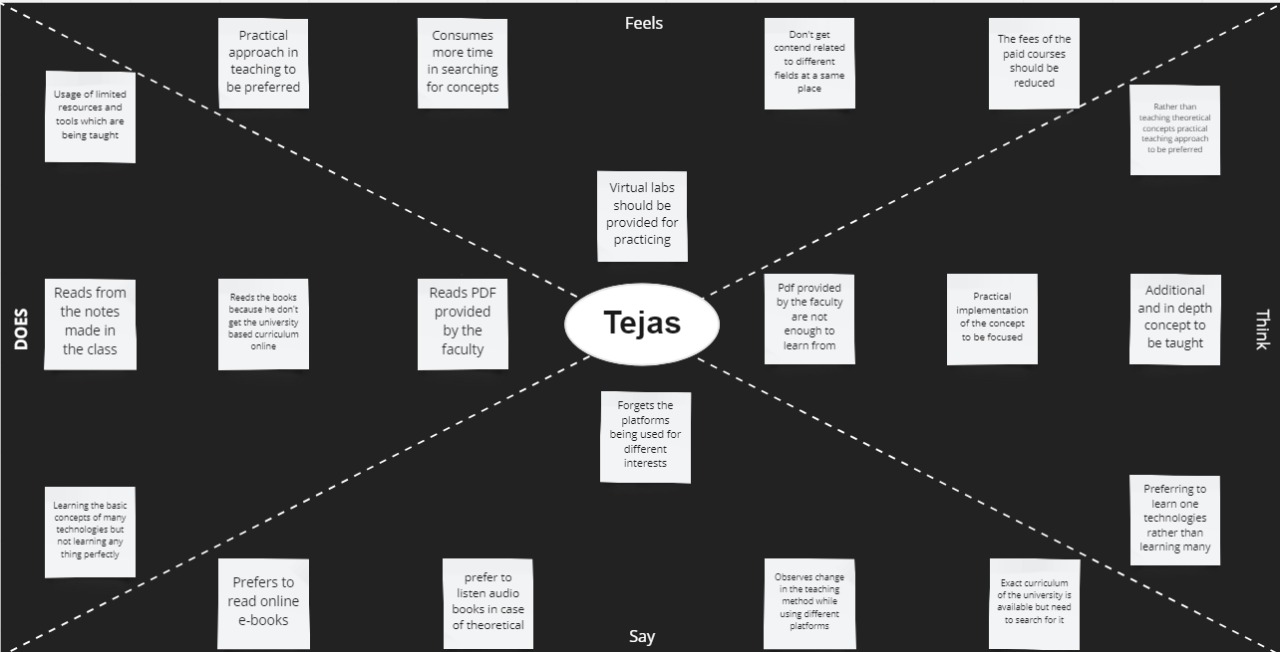 Feels
Practical
approach in
teaching to
be preferred
Consumes
more time
in searching
for concepts
Don't get
contend related
to different
fields at a same
place
The fees of the
paid courses
should be
reduced
Usage of limited
resources and
tools which are
being taught
Rather than
teaching theoretical
concepts practical
teaching approach
to be preferred
Virtual labs
should be
provided for
practicing
DOES
Reads from
the notes
made in
the class
Reeds the books
because he don't
get the university
based curriculum
online
Reads PDF
provided
by the
faculty
Tejas
Pdf provided
by the faculty
are not
enough to
learn from
Practical
implementation
of the concept
to be focused
Additional
and in depth
concept to
be taught
Think
Forgets the
platforms
being used for
different
interests
Learning the basic
concepts of many
technologies but
not learning any
thing perfectly
Preferring to
learn one
technologies
rather than
learning many
Prefers to
read online
e-books
prefer to
listen audio
books in case
of theoretical
Observes change
in the teaching
method while
using different
platforms
Exact curriculum
of the university is
available but need
to search for it
Say